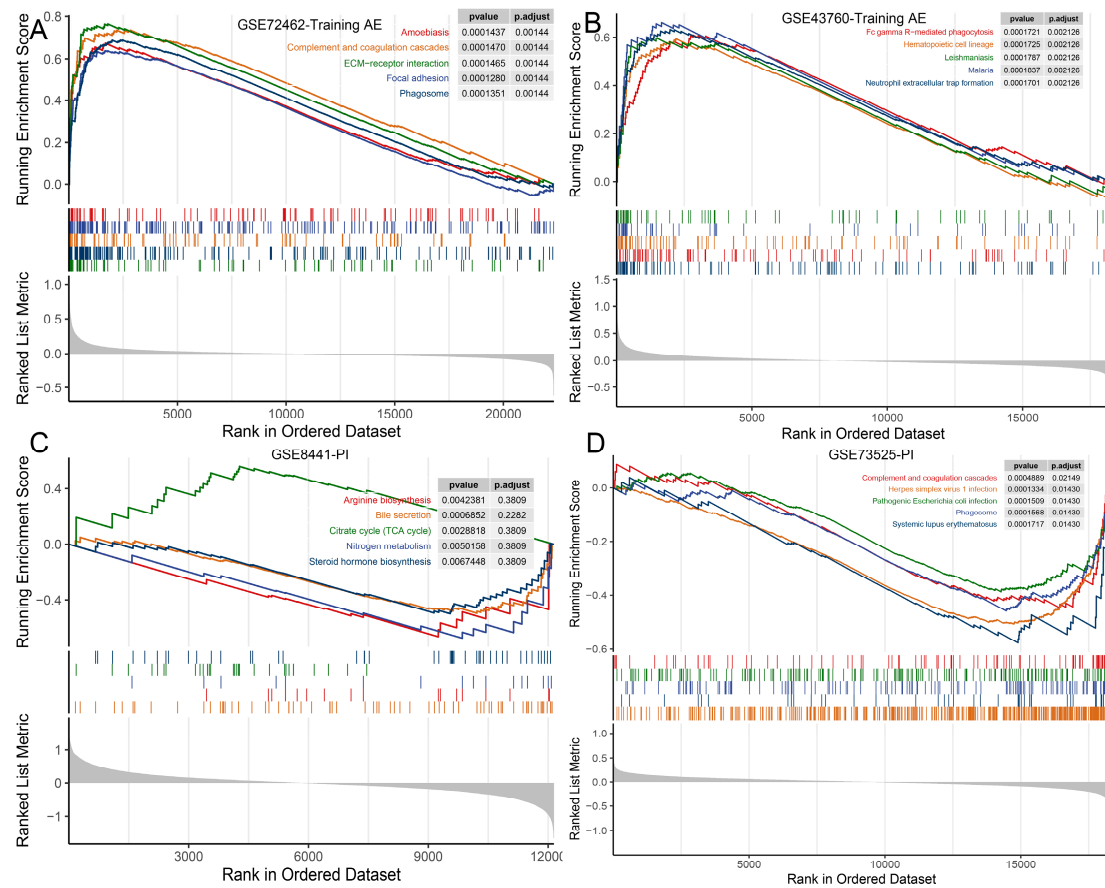 A
GSE72462-Training AE
pvalue p.adjust
Amoebiasis 0.0001437 0.00144
Complement and coagulation cascades 0.0001470 0.00144
ECM−receptor interaction 0.0001465 0.00144
Focal adhesion 0.0001280 0.00144
Phagosome 0.0001351 0.00144
Running Enrichment Score
0.8
0.6
0.4
0.2
0.0
Ranked List Metric
1.0
0.5
0.0
−0.5
5000 10000 15000 20000
Rank in Ordered Dataset
B
GSE43760-Training AE
pvalue p.adjust
Fc gamma R−mediated phagocytosis 0.0001721 0.002126
Hematopoietic cell lineage 0.0001725 0.002126
Leishmaniasis 0.0001787 0.002126
Malaria 0.002126
Neutrophil extracellular trap formation 0.0001701 0.002126
Running Enrichment Score
0.6
0.4
0.2
0.0
Ranked List Metric
1.5
1.0
0.5
0.0
−0.5
5000 10000 15000
Rank in Ordered Dataset
C
GSE8441-PI
pvalue p.adjust
Arginine biosynthesis 0.0042381 0.3809
Bile secretion 0.0006852 0.2282
Citrate cycle (TCA cycle) 0.0028818 0.3809
Nitrogen metabolism 0.0050158 0.3809
Steroid hormone biosynthesis 0.0067448 0.3809
Running Enrichment Score
0.4
0.0
−0.4
Ranked List Metric
1
0
−1
3000 6000 9000 12000
Rank in Ordered Dataset
D
GSE73525-PI
pvalue p.adjust
Complement and coagulation cascades 0.0004889 0.02149
Herpes simplex virus 1 infection 0.0001334 0.01430
Pathogenic Escherichia coli infection 0.0001509 0.01430
Phagosome 0.0001568 0.01430
Systemic lupus erythematosus 0.0001717 0.01430
Running Enrichment Score
0.0
−0.2
−0.4
−0.6
Ranked List Metric
1.0
0.5
0.0
−0.5
−1.0
5000 10000 15000
Rank in Ordered Dataset